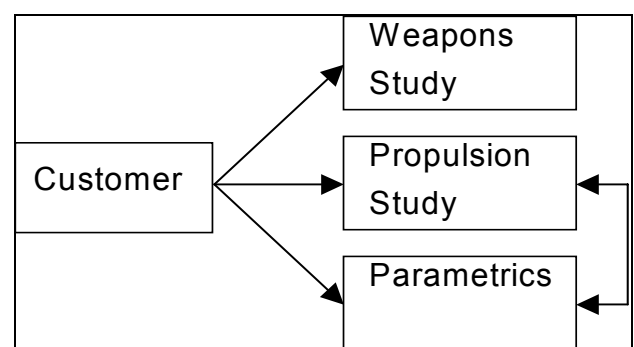 Weapons
Study
Customer
Propulsion
Study
Parametrics